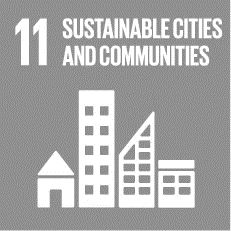 11 SUSTAINABLE CITIES
AND COMMUNITIES